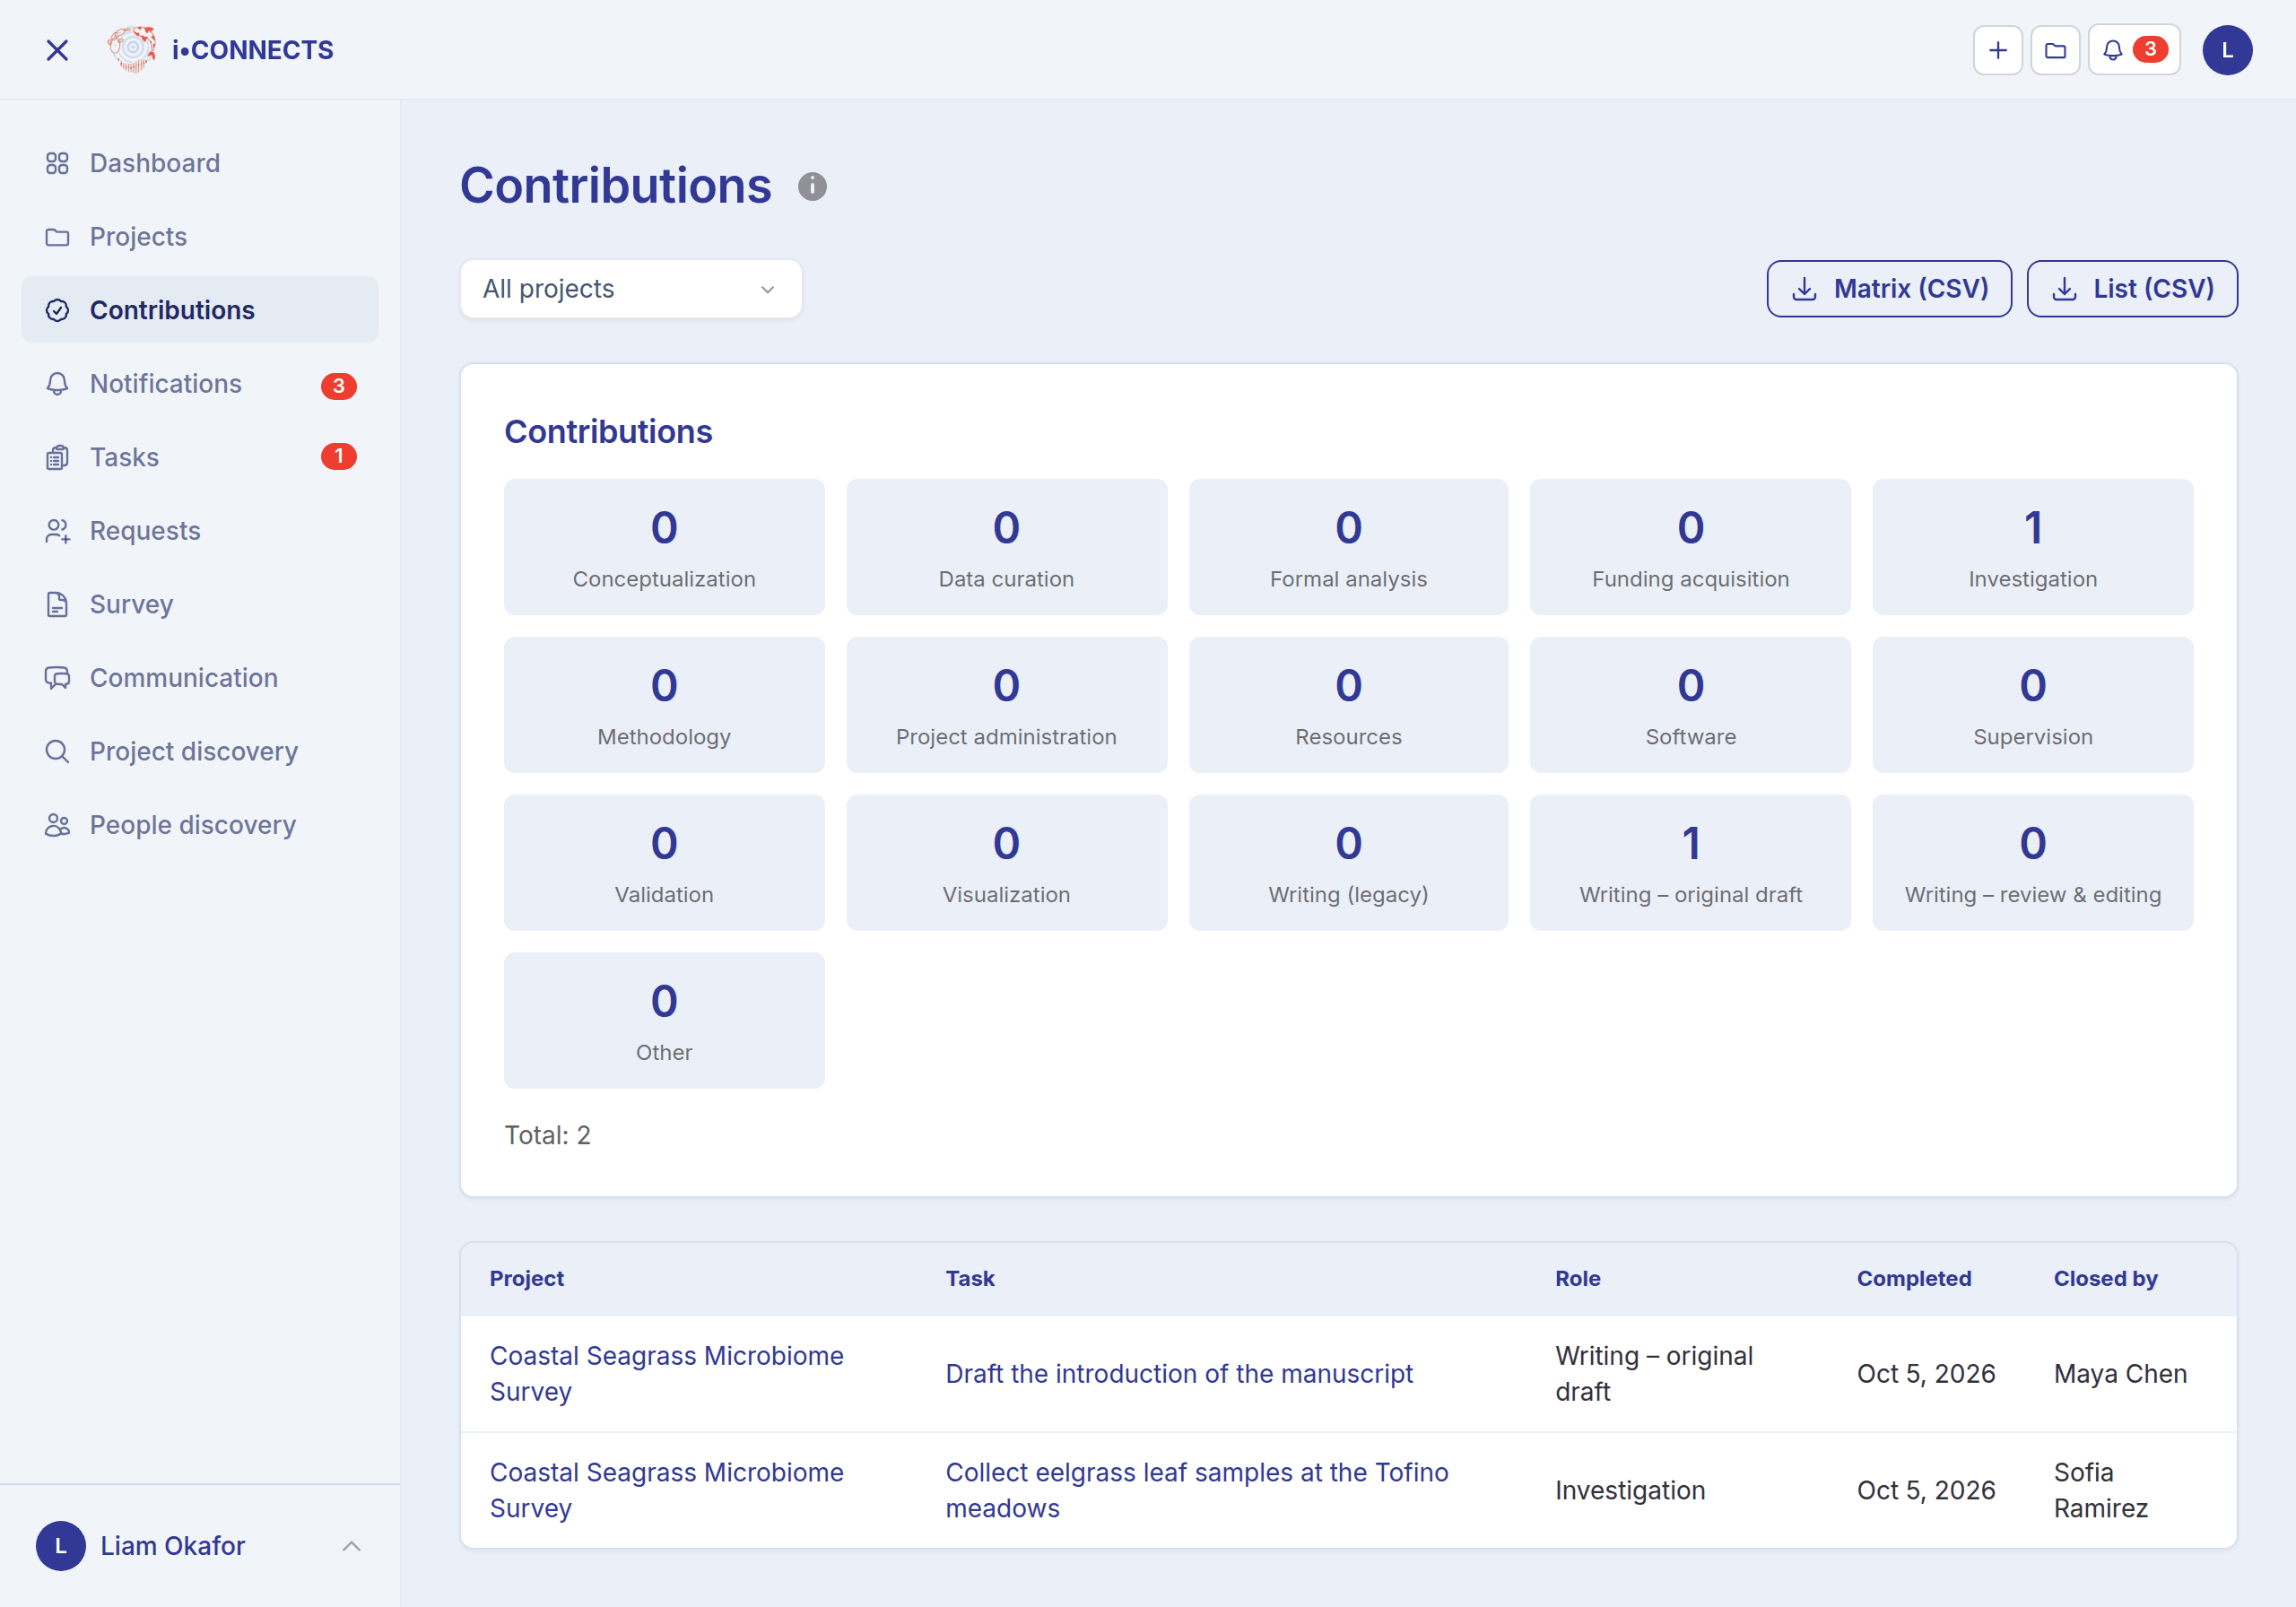 i•CONNECTS
3
L
Dashboard
Projects
Contributions
Notifications
3
Tasks
1
Requests
Survey
Communication
Project discovery
People discovery
L
Liam Okafor
Contributions
All projects
Matrix (CSV)
List (CSV)
Contributions
0
Conceptualization
0
Data curation
0
Formal analysis
0
Funding acquisition
1
Investigation
0
Methodology
0
Project administration
0
Resources
0
Software
0
Supervision
0
Validation
0
Visualization
0
Writing (legacy)
1
Writing – original draft
0
Writing – review & editing
0
Other
Total: 2
Project
Task
Role
Completed
Closed by
Coastal Seagrass Microbiome
Survey
Draft the introduction of the manuscript
Writing – original
draft
Oct 5, 2026
Maya Chen
Coastal Seagrass Microbiome
Survey
Collect eelgrass leaf samples at the Tofino
meadows
Investigation
Oct 5, 2026
Sofia
Ramirez